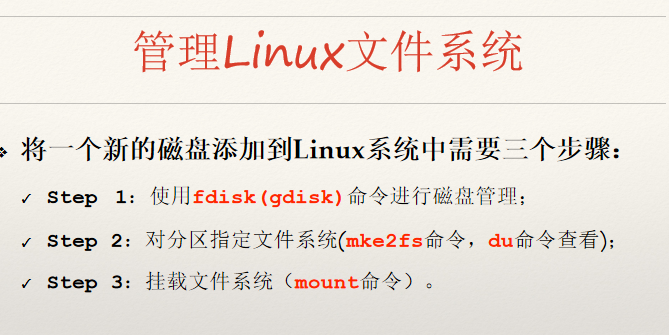 管理Linux文件系统
将一个新的磁盘添加到Linux系统中需要三个步骤：
Step 1：使用fdisk(gdisk)命令进行磁盘管理；
Step 2：对分区指定文件系统(mke2fs命令，du命令查看)；
Step 3：挂载文件系统（mount命令）。